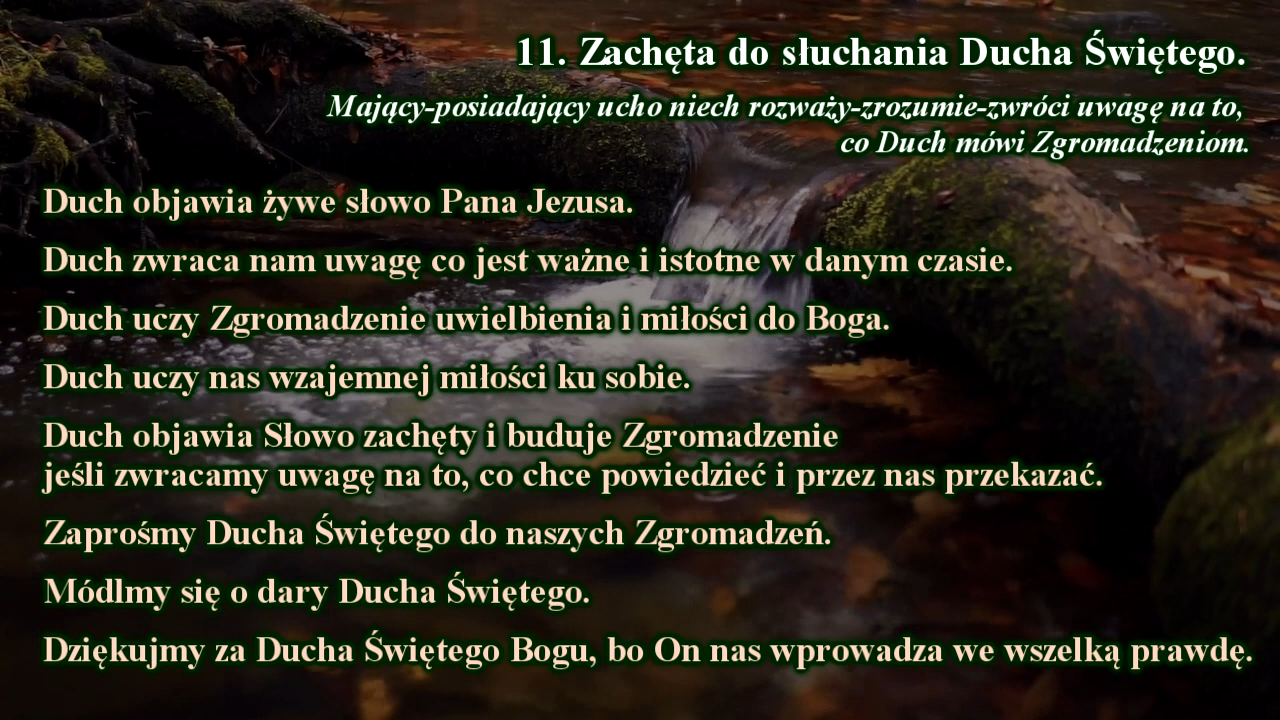 11. Zachęta do słuchania Ducha Świętego.
Mający-posiadający ucho niech rozważy-zrozumie-zwróci uwagę na to,
co Duch mówi Zgromadzeniom.
Duch objawia żywe słowo Pana Jezusa.
Duch zwraca nam uwagę co jest ważne i istotne w danym czasie.
Duch uczy Zgromadzenie uwielbienia i miłości do Boga.
Duch uczy nas wzajemnej miłości ku sobie.
Duch objawia Słowo zachęty i buduje Zgromadzenie
jeśli zwracamy uwagę na to, co chce powiedzieć i przez nas przekazać.
Zaprośmy Ducha Świętego do naszych Zgromadzeń.
Módlmy się o dary Ducha Świętego.
Dziękujmy za Ducha Świętego Bogu, bo On nas wprowadza we wszelką prawdę.